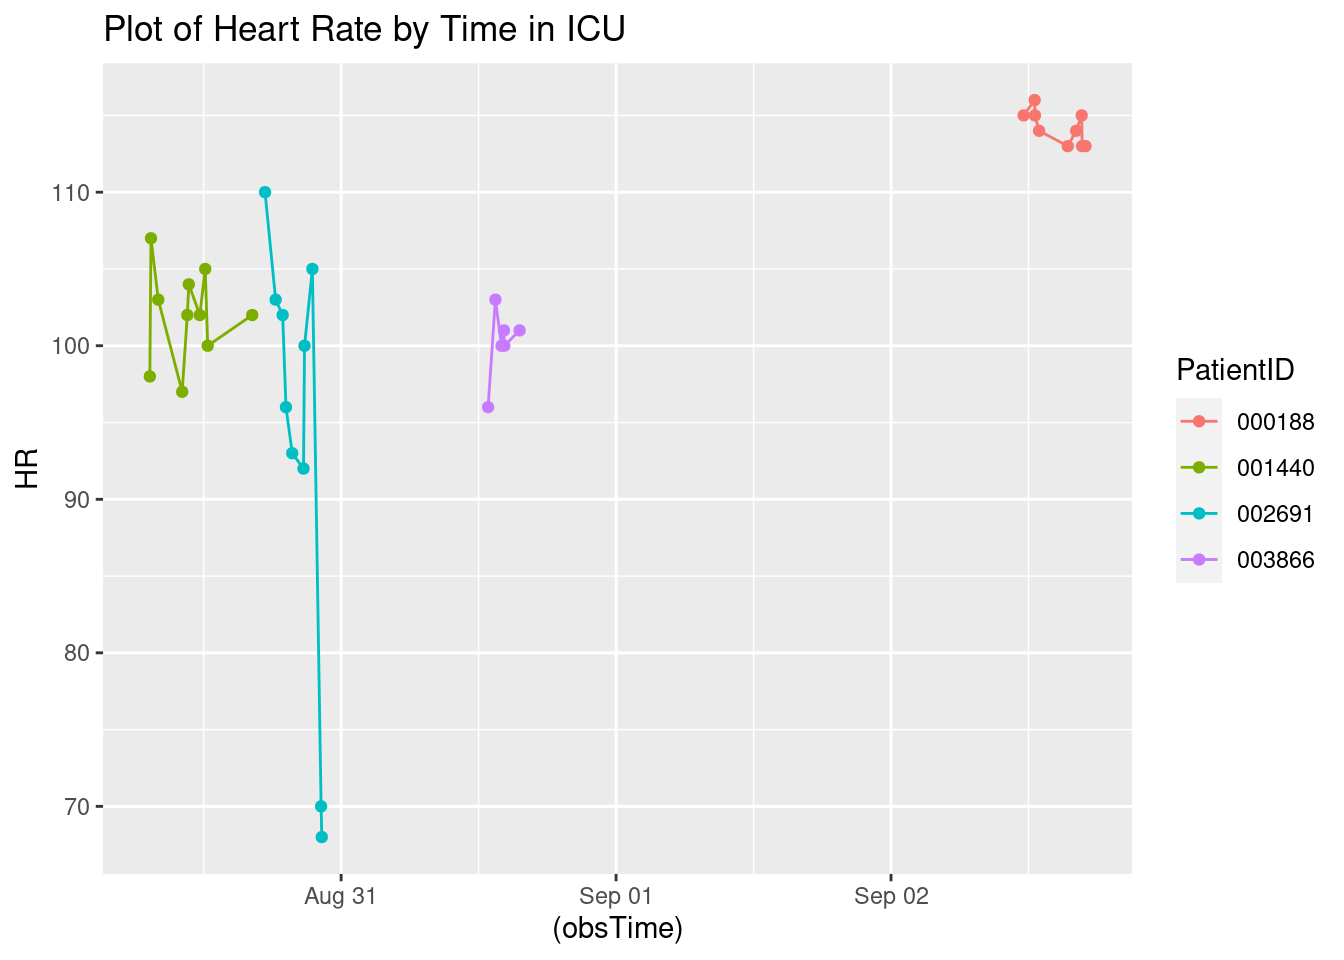 Plot of Heart Rate by Time in ICU
HR
110
100
90
80
70
Aug 31
Sep 01
Sep 02
(obsTime)
PatientID
000188
001440
002691
003866